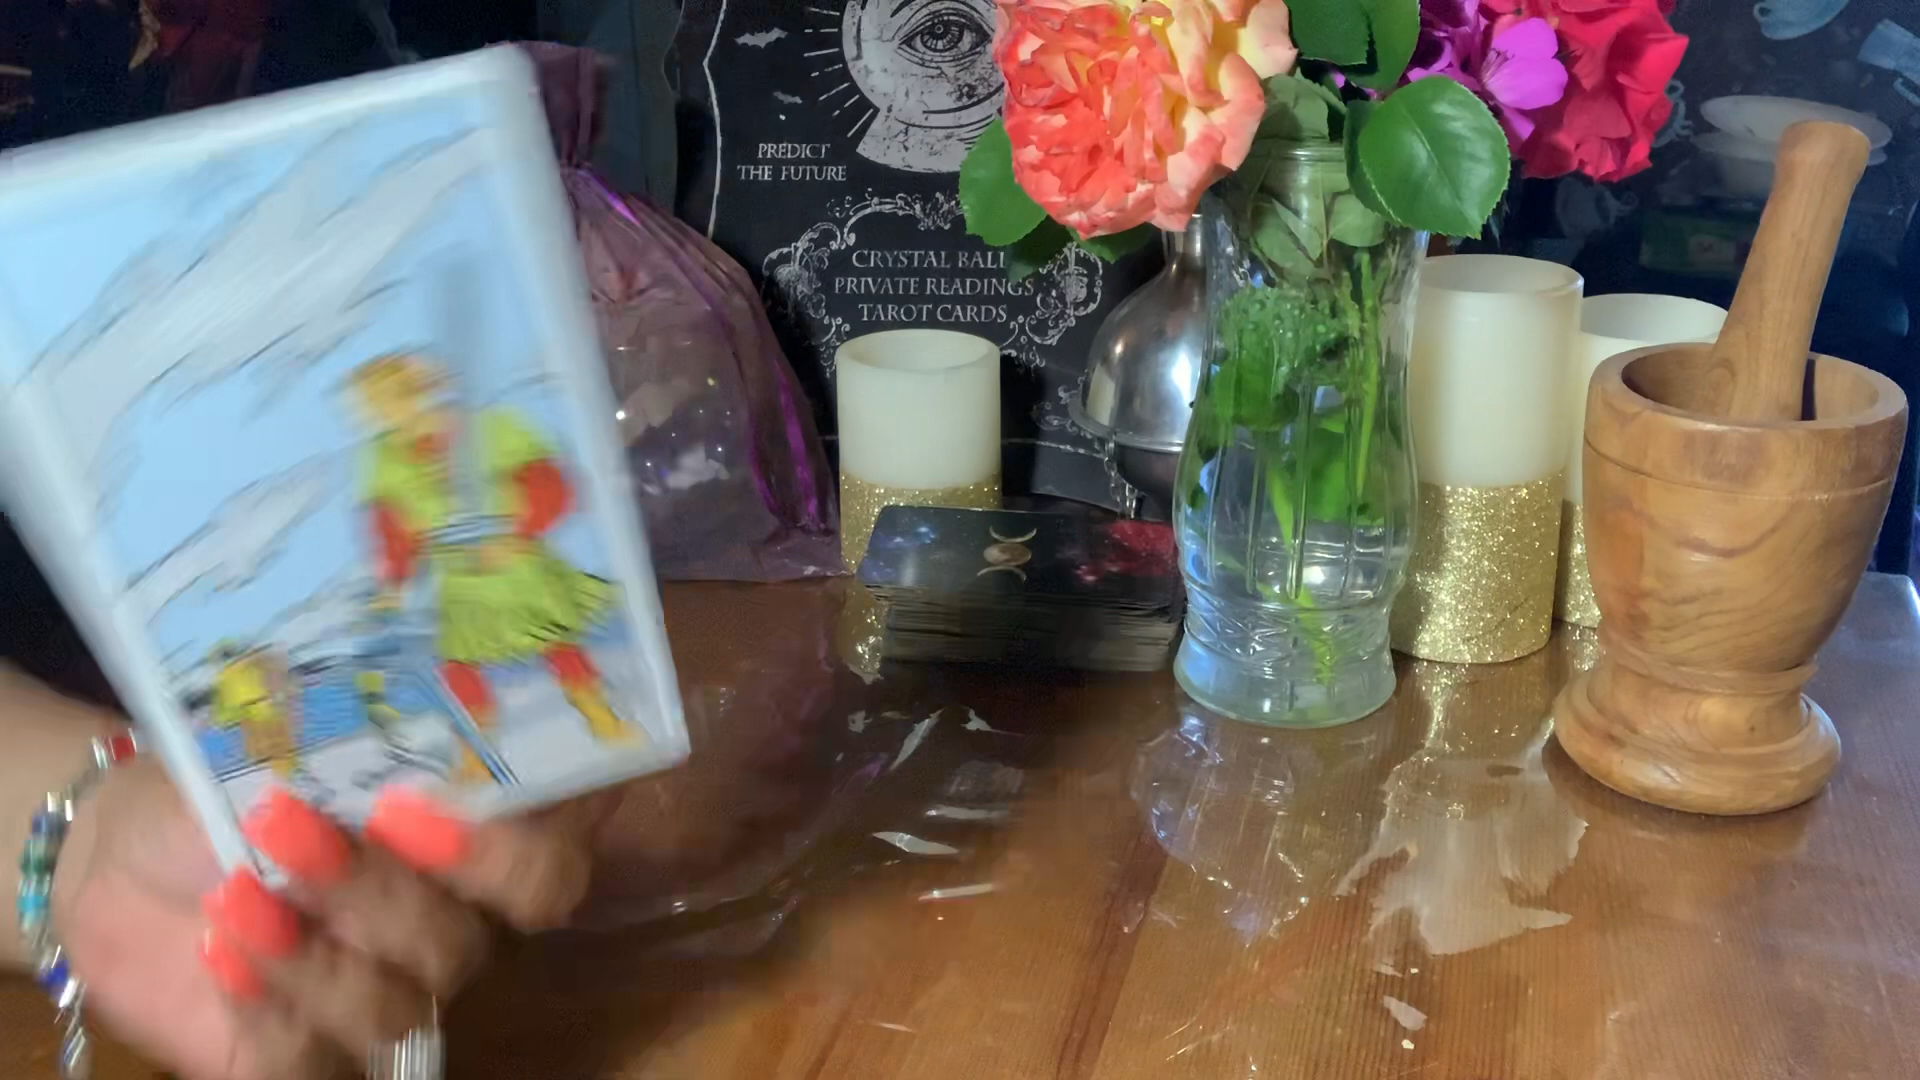 PREDICT
THE FUTURE
CRYSTAL BALL
PRIVATE READINGS
TAROT CARDS